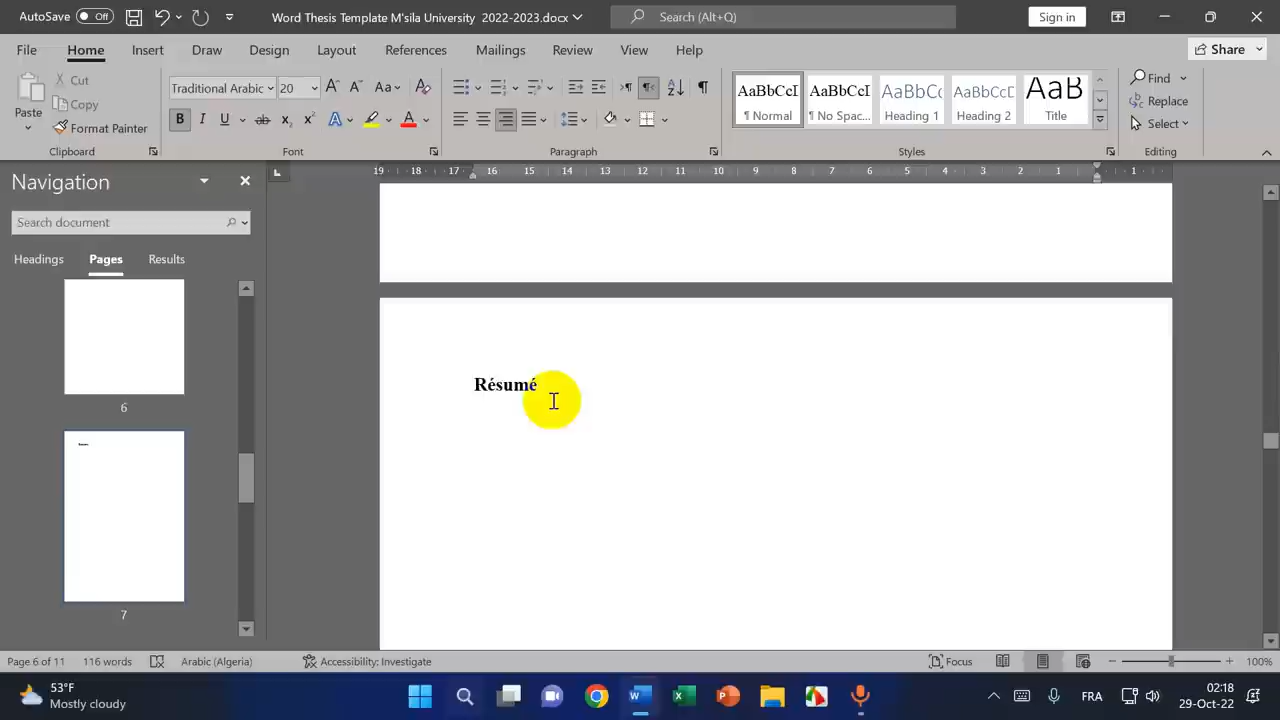 AutoSave Off Word Thesis Template M'sila University 2022-2023.docx Search (Alt+Q) Sign in
File Home Insert Draw Design Layout References Mailings Review View Help Share
Paste Cut Copy Format Painter
Clipboard
Traditional Arabic 20
Font
Paragraph
AaBbCcI ¶ Normal AaBbCcI ¶ No Spac... AaBbCc Heading 1 AaBbCcI Heading 2 AaB Title
Styles
Find Replace Select
Editing
Navigation
Search document
Headings Pages Results
6
7
19 18 17 16 15 14 13 12 11 10 9 8 7 6 5 4 3 2 1 1
Résumé
Page 6 of 11 116 words Arabic (Algeria) Accessibility: Investigate Focus 100%
53°F
Mostly cloudy
FRA
02:18
29-Oct-22